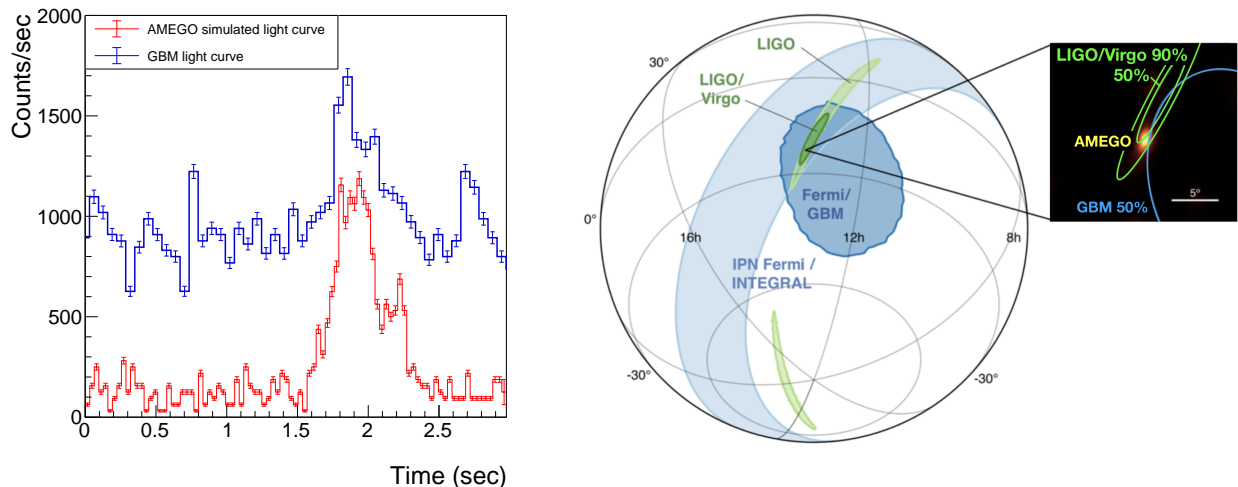 2000
1500
1000
500
0
Counts/sec
AMEGO simulated light curve
GBM light curve
0
0.5
1
1.5
2
2.5
Time (sec)
30°
0°
-30°
-30°
16h
12h
8h
LIGO
LIGO/
Virgo
Fermi/
GBM
IPN Fermi /
INTEGRAL
LIGO/Virgo 90%
50%
AMEGO
5°
GBM 50%